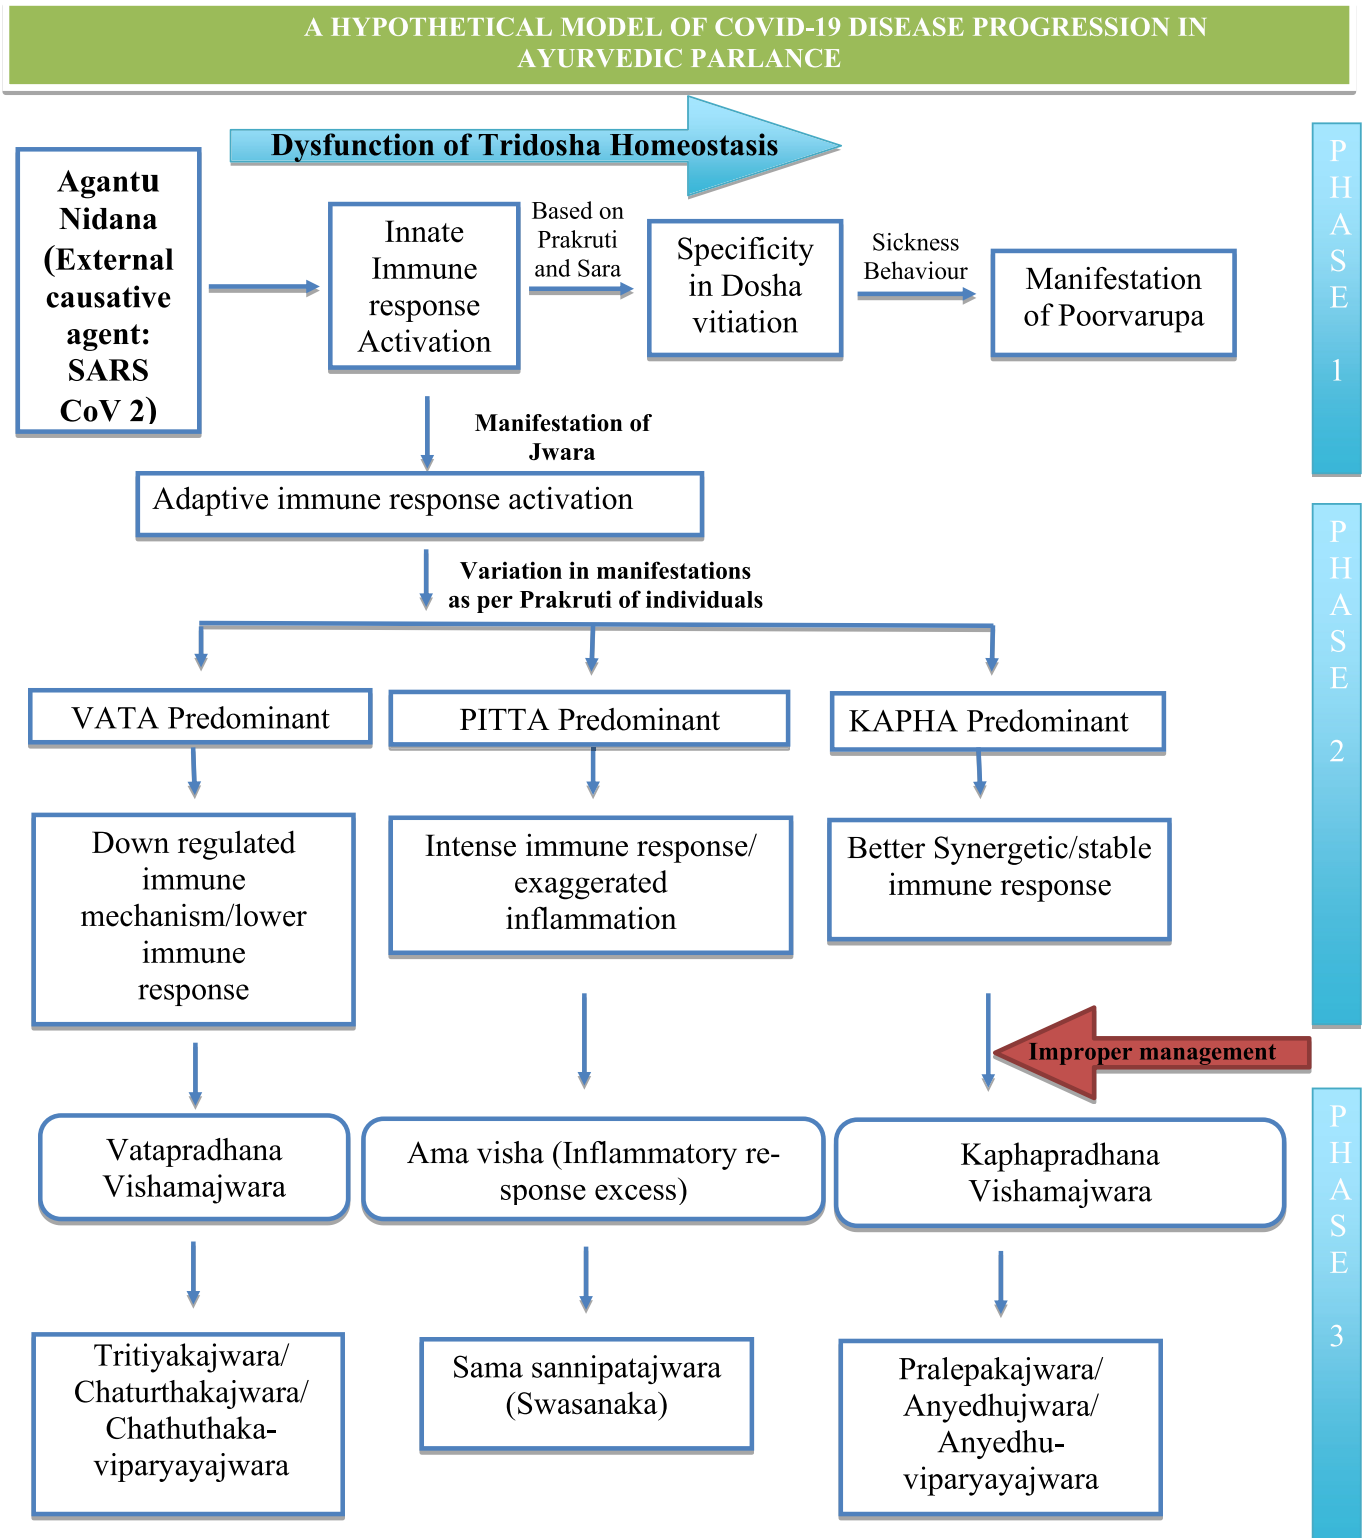 A HYPOTHETICAL MODEL OF COVID-19 DISEASE PROGRESSION IN
AYURVEDIC PARLANCE
Dysfunction of Tridosha Homeostasis
Agantu
Nidana
(External
causative
agent:
SARS
CoV 2)
Innate
Immune
response
Activation
Based on
Prakruti
and Sara
Specificity
in Dosha
vitiation
Sickness
Behaviour
Manifestation
of Poorvarupa
P
H
A
S
E
1
Manifestation of
Jwara
Adaptive immune response activation
Variation in manifestations
as per Prakruti of individuals
P
H
A
S
E
2
VATA Predominant
PITTA Predominant
KAPHA Predominant
Down regulated
immune
mechanism/lower
immune
response
Intense immune response/
exaggerated
inflammation
Better Synergetic/stable
immune response
Improper management
Vatapradhana
Vishamajwara
Ama visha (Inflammatory re-
sponse excess)
Kaphapradhana
Vishamajwara
P
H
A
S
E
3
Tritiyakajwara/
Chaturthakajwara/
Chathuthaka-
viparyayajwara
Sama sannipatajwara
(Swasanaka)
Pralepakajwara/
Anyedhujwara/
Anyedhu-
viparyayajwara